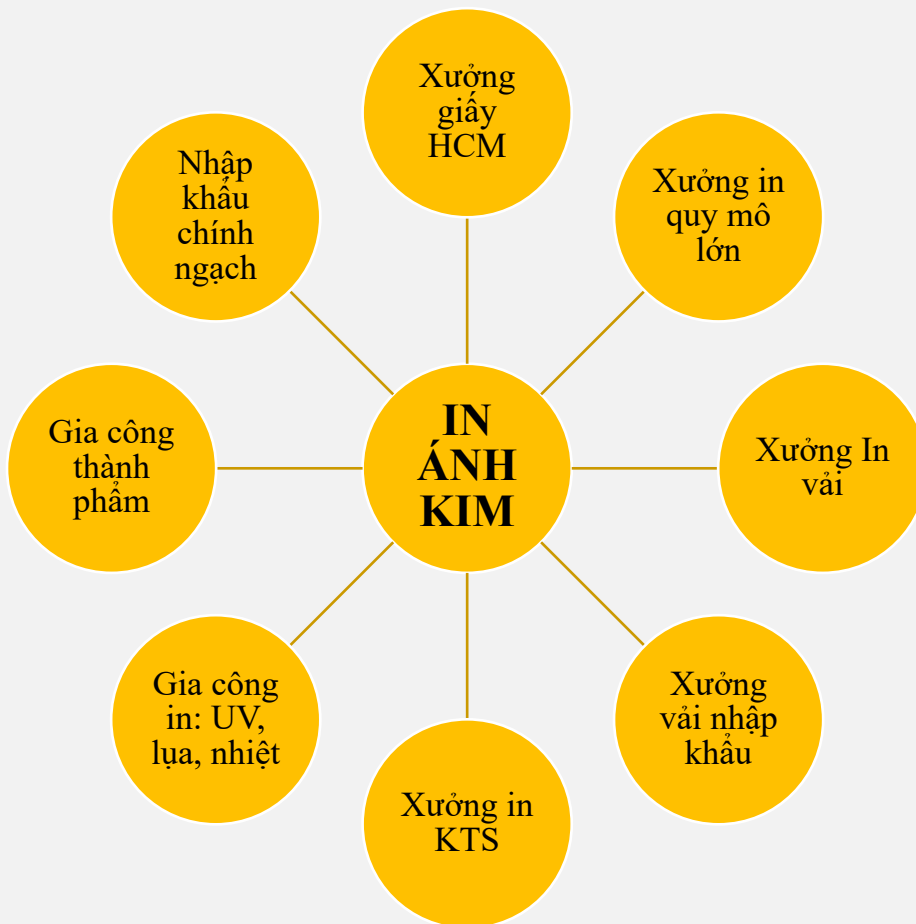 Xưởng
giấy
HCM
Nhập
khẩu
chính
ngạch
Xưởng in
quy mô
lớn
Gia công
thành
phẩm
IN
ÁNH
KIM
Xưởng In
vải
Gia công
in: UV,
lụa, nhiệt
Xưởng
vải nhập
khẩu
Xưởng in
KTS